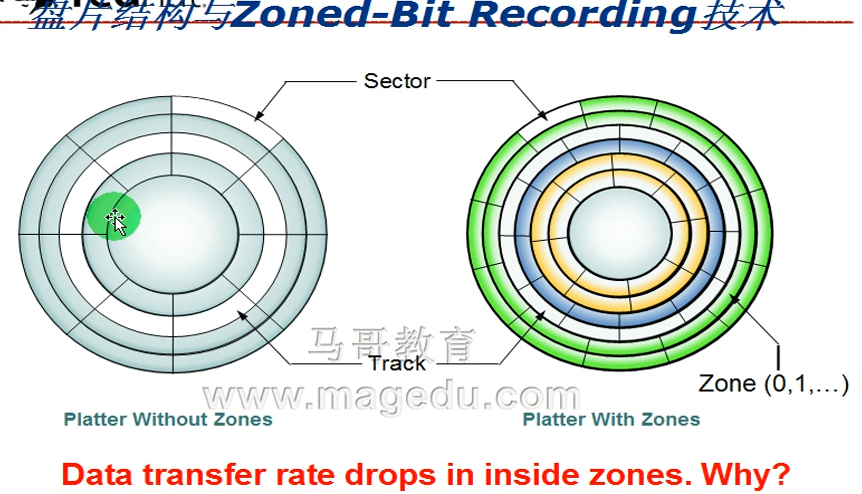 盘片结构与Zoned-Bit Recording技术
Sector
马哥教育
Track
www.magedu.com
Zone (0,1,...)
Platter Without Zones
Platter With Zones
Data transfer rate drops in inside zones. Why?